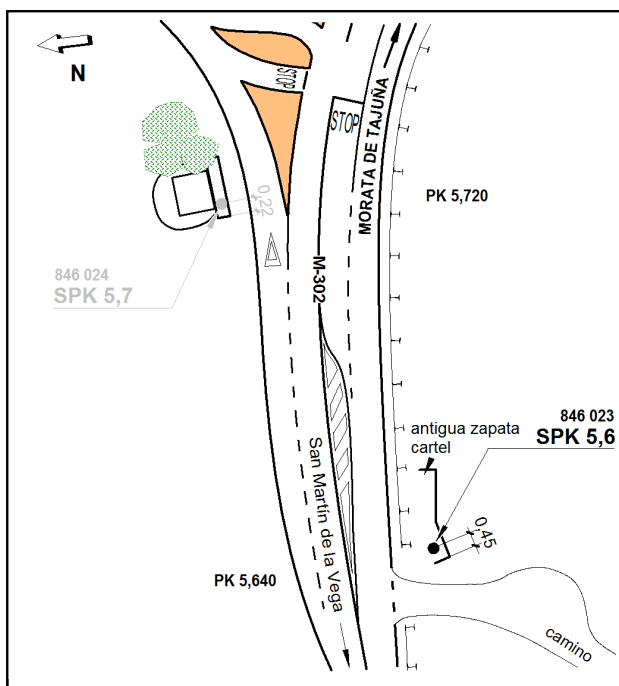 N
STOP
STOP
MORATA DE TAJUÑA
PK 5,720
0,22
846 024
SPK 5,7
M-302
antigua zapata
cartel
846 023
SPK 5,6
0,45
San Martín de la Vega
PK 5,640
camino